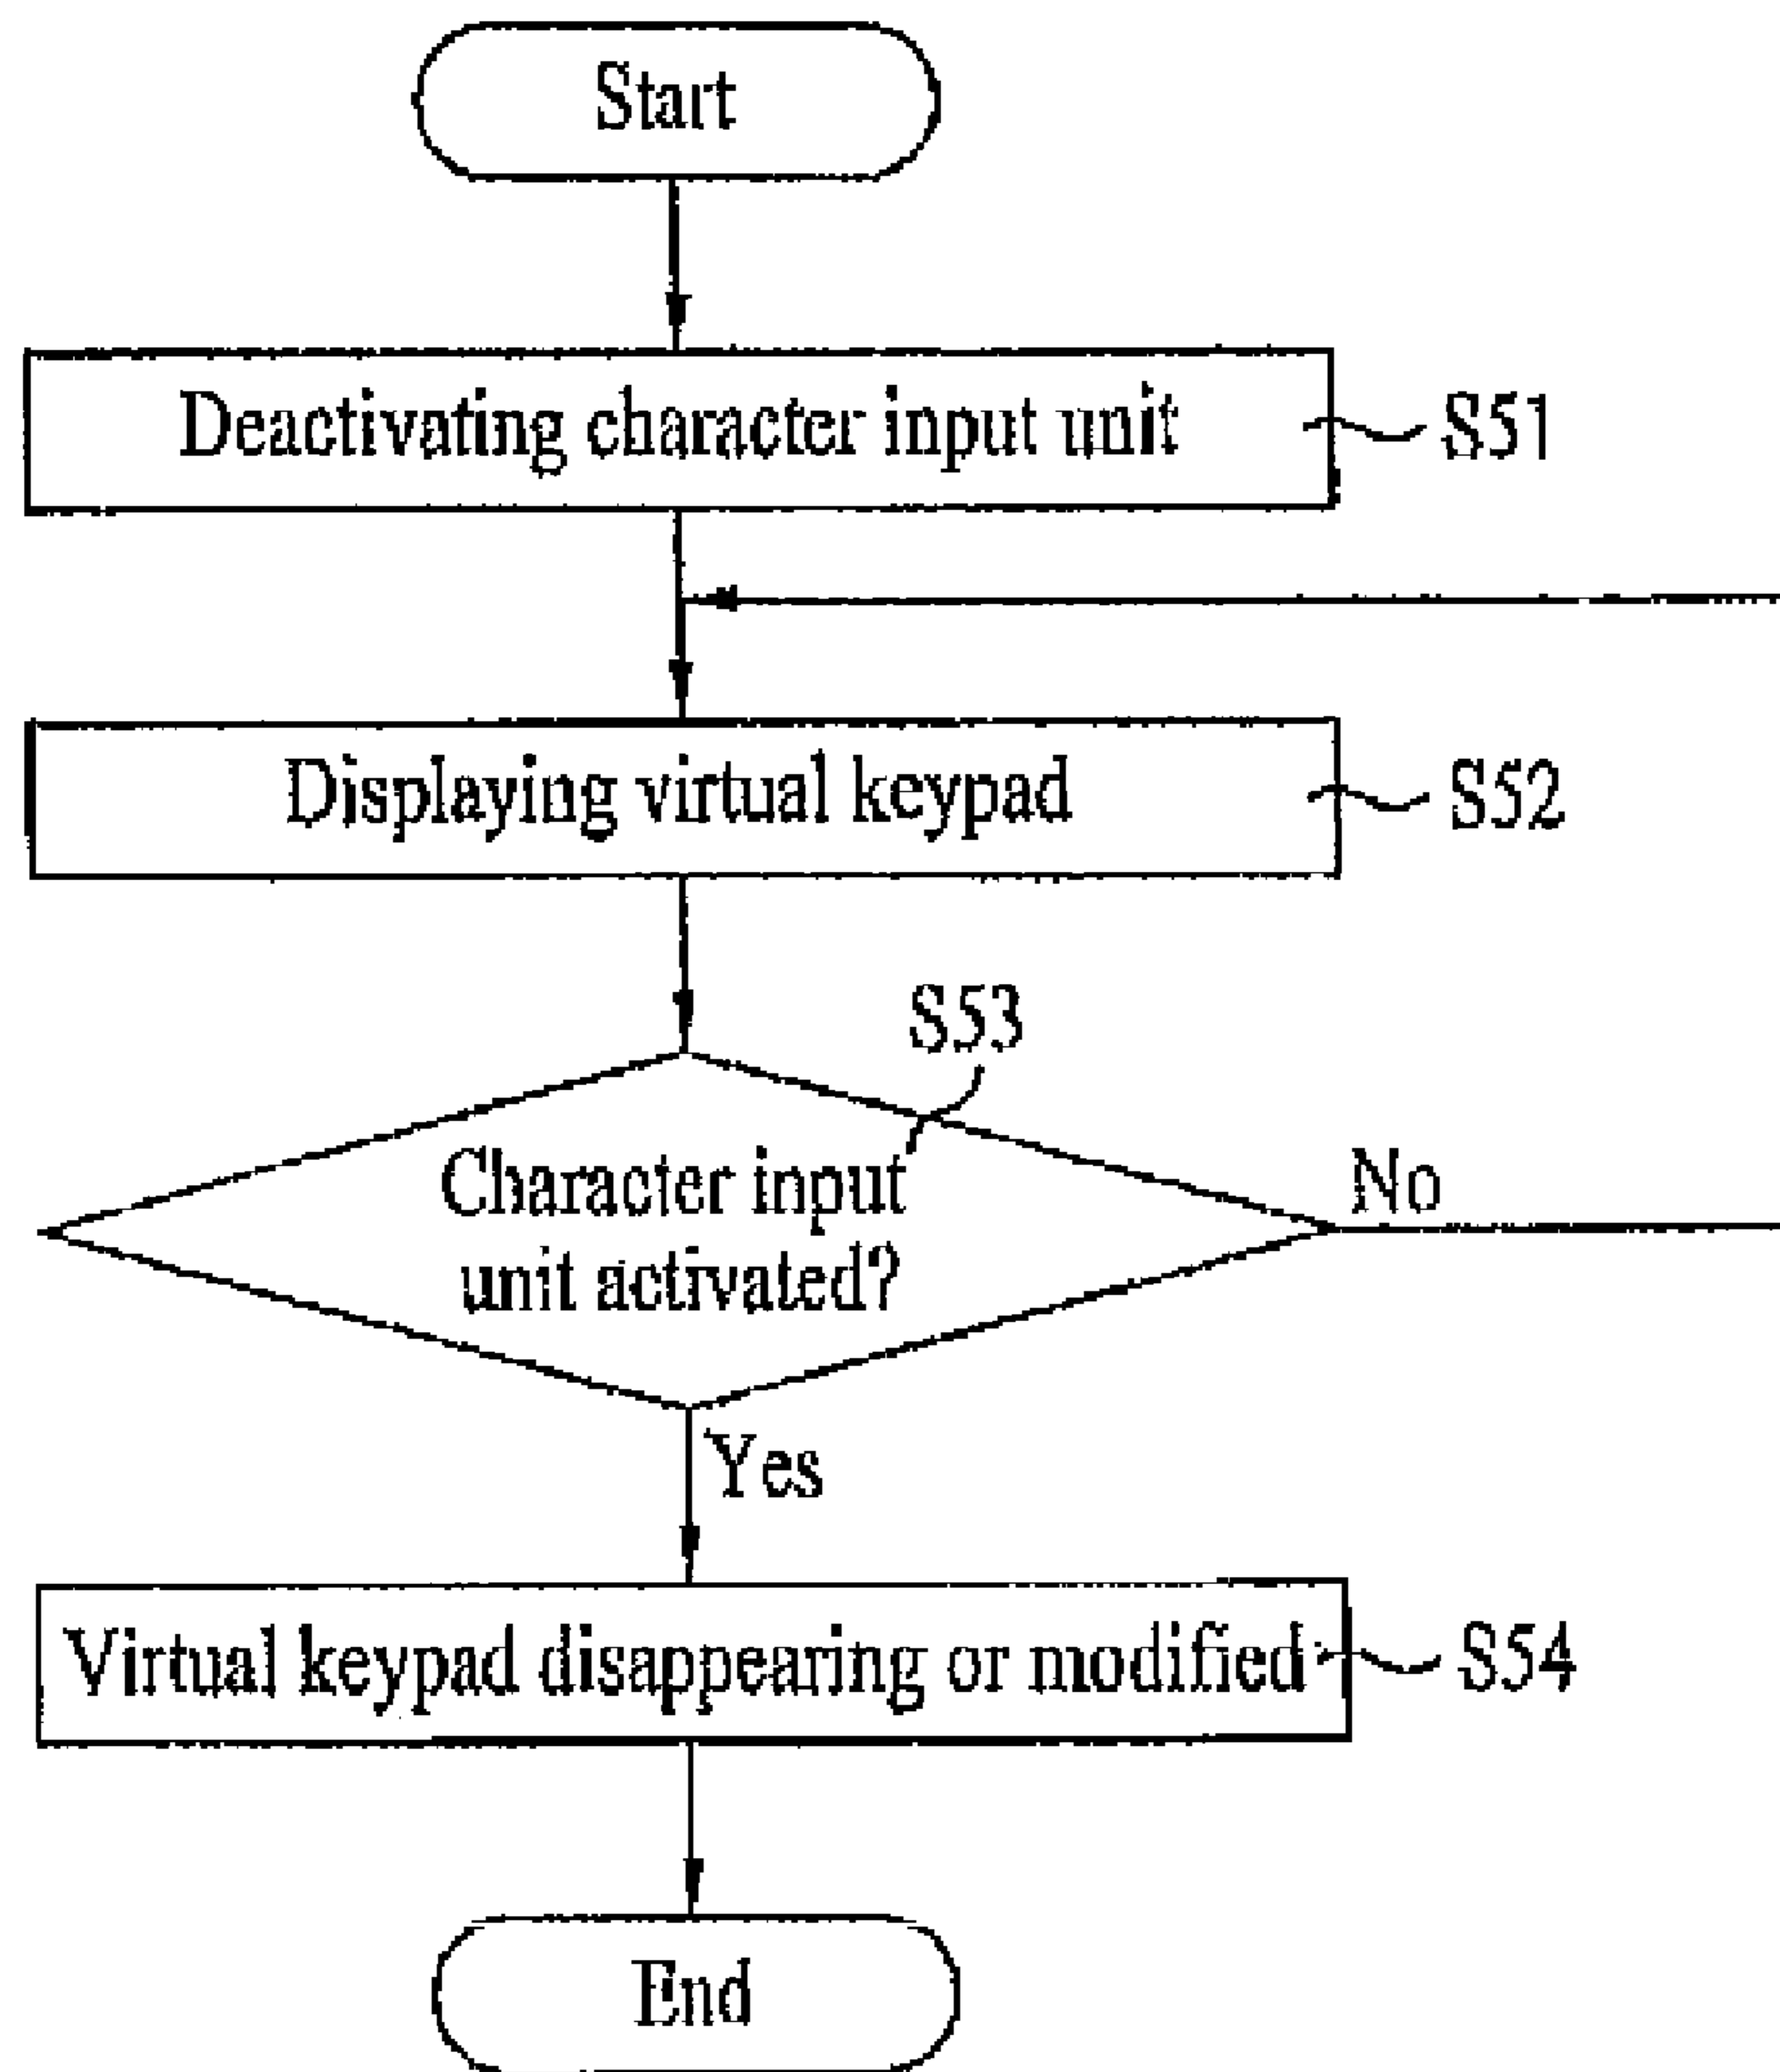 Start
Deactivating character input unit
S51
Displaying virtual keypad
S52
S53
Character input
unit activated?
No
Yes
Virtual keypad disappearing or modified
S54
End